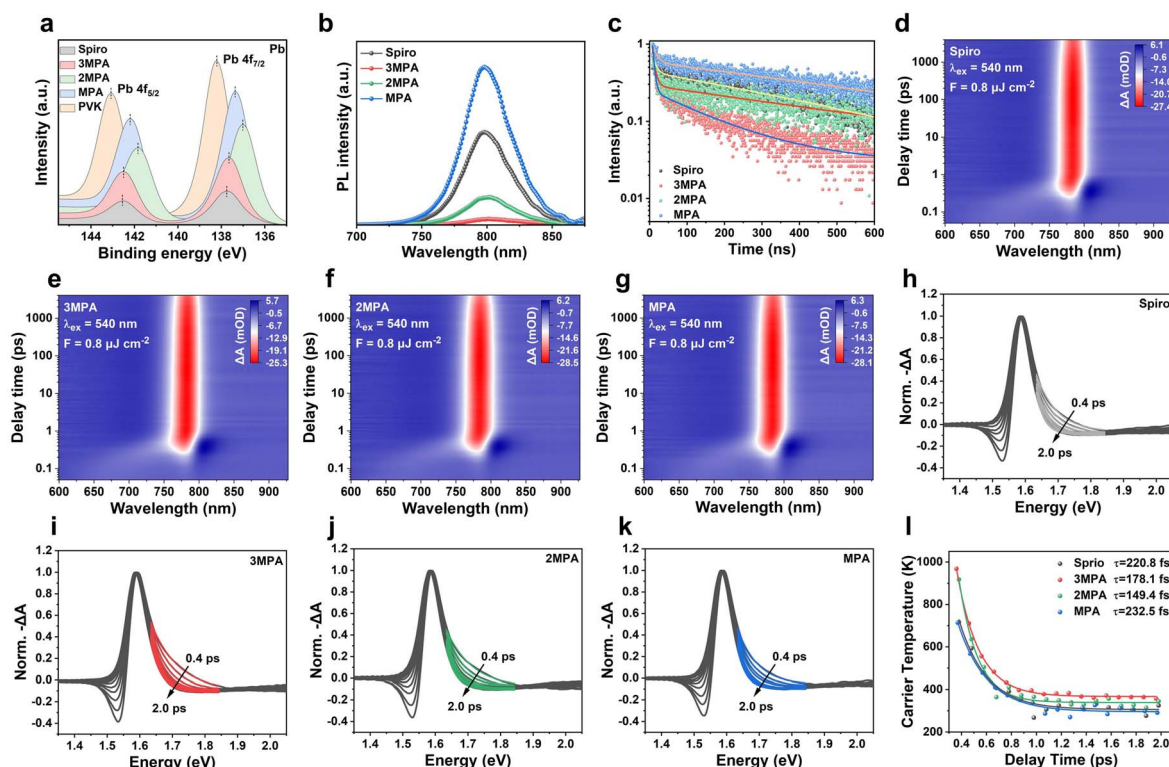 a
Pb
Spiro
3MPA
2MPA
MPA
PVK
Pb 4f5/2
Pb 4f7/2
Intensity (a.u.)
144 142 140 138 136
Binding energy (eV)
b
Spiro
3MPA
2MPA
MPA
PL intensity (a.u.)
700 750 800 850
Wavelength (nm)
c
1
0.1
0.01
Spiro
3MPA
2MPA
MPA
Intensity (a.u.)
0 100 200 300 400 500 600
Time (ns)
d
Spiro
λex = 540 nm
F = 0.8 µJ cm-2
6.1
-0.6
-7.3
-14.0
-20.7
-27.4
ΔA (mOD)
1000
100
10
1
0.1
Delay time (ps)
600 650 700 750 800 850 900
Wavelength (nm)
e
3MPA
λex = 540 nm
F = 0.8 µJ cm-2
5.7
-0.5
-6.7
-12.9
-19.1
-25.3
ΔA (mOD)
1000
100
10
1
0.1
Delay time (ps)
600 650 700 750 800 850 900
Wavelength (nm)
f
2MPA
λex = 540 nm
F = 0.8 µJ cm-2
6.2
-0.7
-7.7
-14.6
-21.6
-28.5
ΔA (mOD)
1000
100
10
1
0.1
Delay time (ps)
600 650 700 750 800 850 900
Wavelength (nm)
g
MPA
λex = 540 nm
F = 0.8 µJ cm-2
6.3
-0.6
-7.5
-14.3
-21.2
-28.1
ΔA (mOD)
1000
100
10
1
0.1
Delay time (ps)
600 650 700 750 800 850 900
Wavelength (nm)
h
Spiro
1.0
0.8
0.6
0.4
0.2
0.0
-0.2
-0.4
Norm. -ΔA
0.4 ps
2.0 ps
1.4 1.5 1.6 1.7 1.8 1.9 2.0
Energy (eV)
i
3MPA
1.0
0.8
0.6
0.4
0.2
0.0
-0.2
-0.4
Norm. -ΔA
0.4 ps
2.0 ps
1.4 1.5 1.6 1.7 1.8 1.9 2.0
Energy (eV)
j
2MPA
1.0
0.8
0.6
0.4
0.2
0.0
-0.2
-0.4
Norm. -ΔA
0.4 ps
2.0 ps
1.4 1.5 1.6 1.7 1.8 1.9 2.0
Energy (eV)
k
MPA
1.0
0.8
0.6
0.4
0.2
0.0
-0.2
-0.4
Norm. -ΔA
0.4 ps
2.0 ps
1.4 1.5 1.6 1.7 1.8 1.9 2.0
Energy (eV)
l
Sprio τ=220.8 fs
3MPA τ=178.1 fs
2MPA τ=149.4 fs
MPA τ=232.5 fs
1000
800
600
400
200
Carrier Temperature (K)
0.4 0.6 0.8 1.0 1.2 1.4 1.6 1.8 2.0
Delay Time (ps)